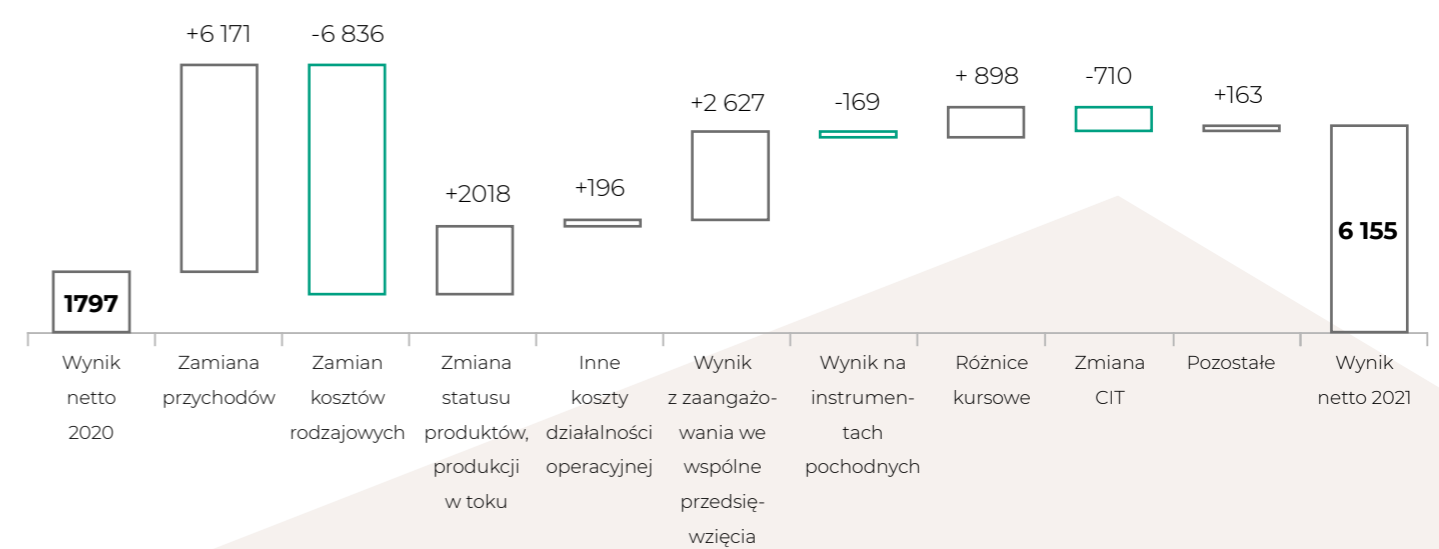 +6 171
-6 836
+2018
+196
+2 627
-169
+ 898
-710
+163
1797
6 155
Wynik
netto
2020
Zamiana
przychodów
Zamian
kosztów
rodzajowych
Zmiana
statusu
produktów,
produkcji
w toku
Inne
koszty
działalności
operacyjnej
Wynik
z zaangażo-
wania we
wspólne
przedsię-
wzięcia
Wynik na
instrumen-
tach
pochodnych
Różnice
kursowe
Zmiana
CIT
Pozostałe
Wynik
netto 2021